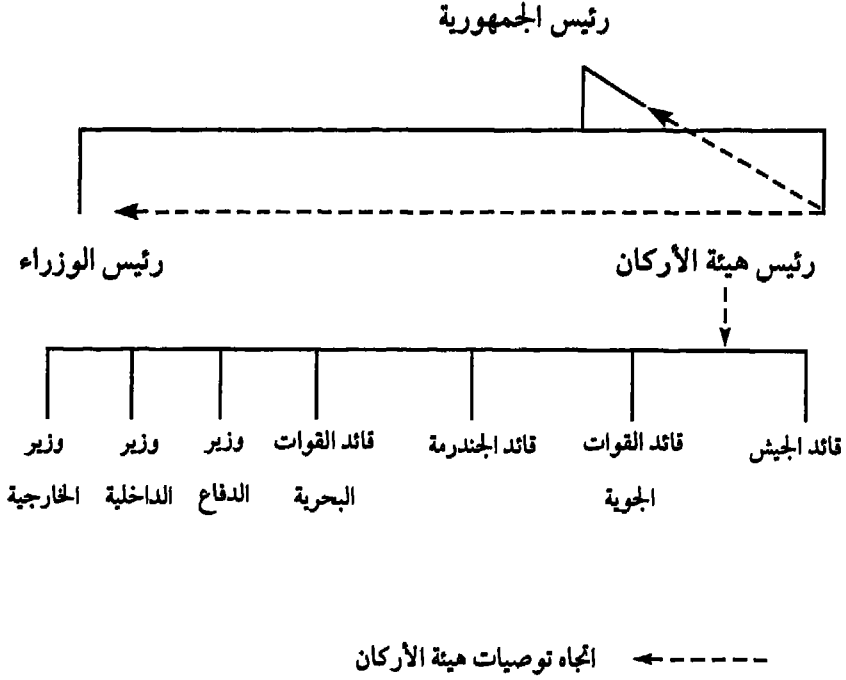 رئيس الجمهورية
رئيس هيئة الأركان
رئيس الوزراء
قائد الجيش
قائد القوات الجوية
قائد الجندرمة
قائد القوات البحرية
وزير الدفاع
وزير الداخلية
وزير الخارجية
اتجاه توصيات هيئة الأركان